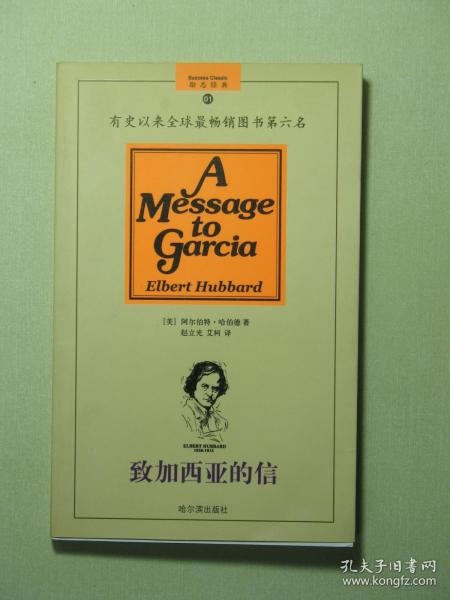 Success Classic
励志经典
01
有史以来全球最畅销图书第六名
A
Message
to
Garcia
Elbert Hubbard
[美] 阿尔伯特·哈伯德 著
赵立光 艾柯 译
ELBERT HUBBARD
1856-1915
致加西亚的信
哈尔滨出版社
孔夫子旧书网
www.kongfz.com